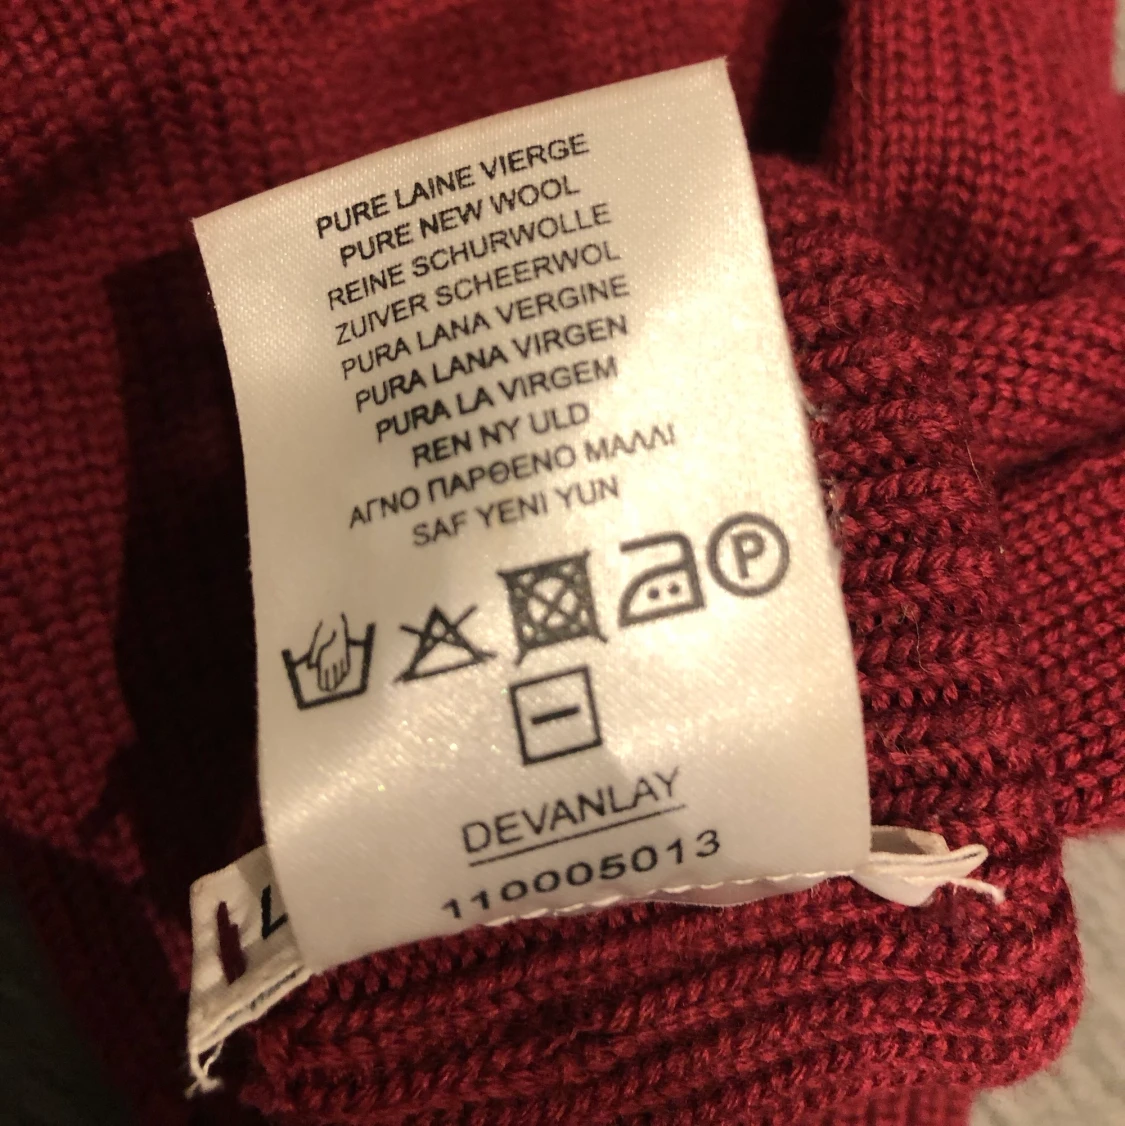 PURE LAINE VIERGE
PURE NEW WOOL
REINE SCHURWOLLE
ZUIVER SCHEERWOL
PURA LANA VERGINE
PURA LANA VIRGEN
PURA LA VIRGEM
REN NY ULD
ΑΓΝΟ ΠΑΡΘΕΝΟ ΜΑΛΛΙ
SAF YENI YUN
P
DEVANLAY
110005013
L